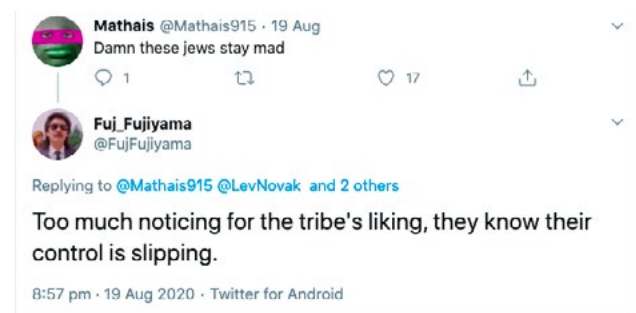 Mathais @Mathais915 · 19 Aug
Damn these jews stay mad
1 17
Fuj_Fujiyama
@FujFujiyama
Replying to @Mathais915 @LevNovak and 2 others
Too much noticing for the tribe's liking, they know their
control is slipping.
8:57 pm · 19 Aug 2020 · Twitter for Android